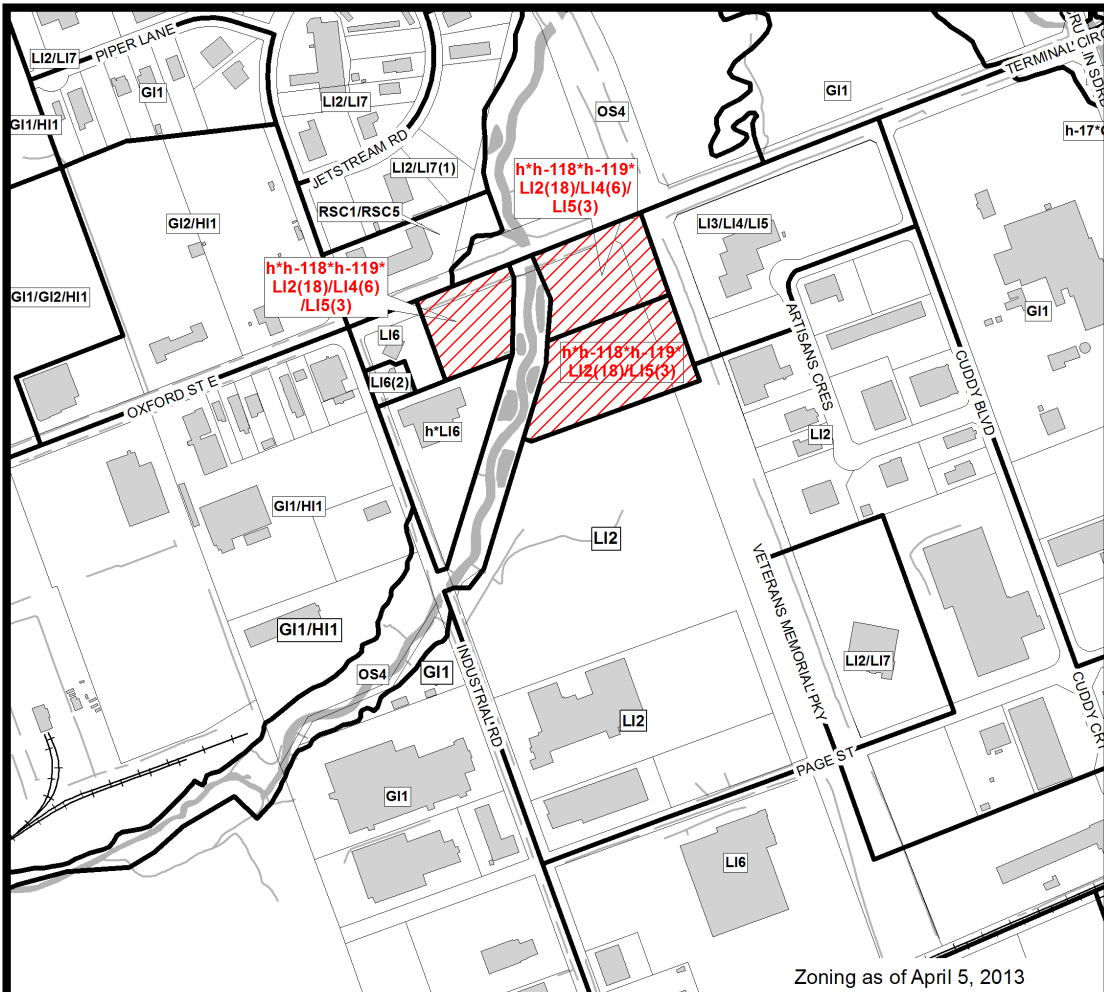 LI2/LI7
PIPER LANE
GI1
GI1/HI1
LI2/LI7
JETSTREAM RD
LI2/LI7(1)
OS4
GI1
TERMINAL CIRC
h-17*
h*h-118*h-119*
LI2(18)/LI4(6)/
LI5(3)
RSC1/RSC5
GI2/HI1
LI3/LI4/LI5
h*h-118*h-119*
LI2(18)/LI4(6)
/LI5(3)
GI1/GI2/HI1
LI6
GI1
ARTISANS CRES
h*h-118*h-119*
LI2(18)/LI5(3)
LI6(2)
OXFORD ST E
CUDDY BLVD
h*LI6
LI2
GI1/HI1
LI2
VETERANS MEMORIAL PKY
GI1/HI1
LI2/LI7
OS4
GI1
INDUSTRIAL RD
LI2
CUDDY CRT
PAGE ST
GI1
LI6
Zoning as of April 5, 2013